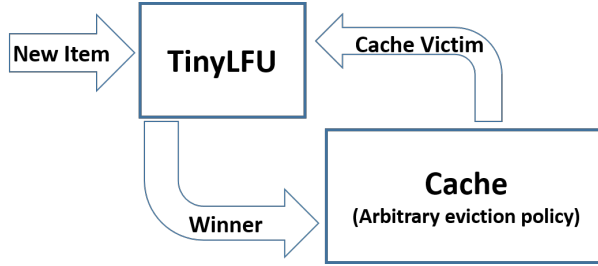 New Item
TinyLFU
Cache Victim
Winner
Cache
(Arbitrary eviction policy)